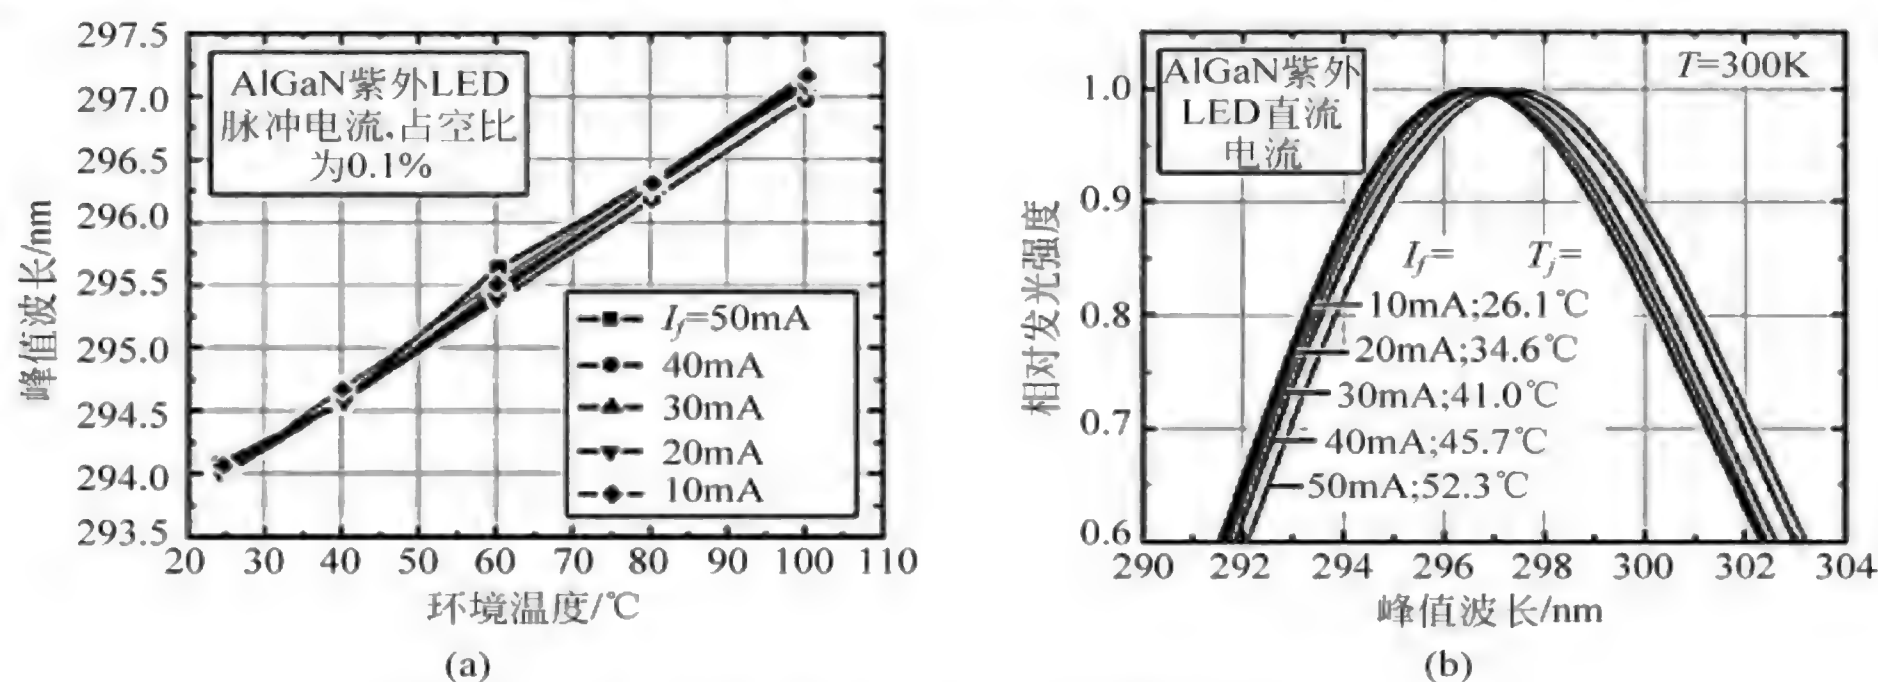 297.5
297.0
296.5
296.0
295.5
295.0
294.5
294.0
293.5
峰值波长/nm
AlGaN紫外LED
脉冲电流,占空比
为0.1%
I_f=50mA
40mA
30mA
20mA
10mA
20 30 40 50 60 70 80 90 100 110
环境温度/℃
(a)
1.0
0.9
0.8
0.7
0.6
相对发光强度
AlGaN紫外
LED直流
电流
T=300K
I_f= T_j=
10mA;26.1℃
20mA;34.6℃
30mA;41.0℃
40mA;45.7℃
50mA;52.3℃
290 292 294 296 298 300 302 304
峰值波长/nm
(b)